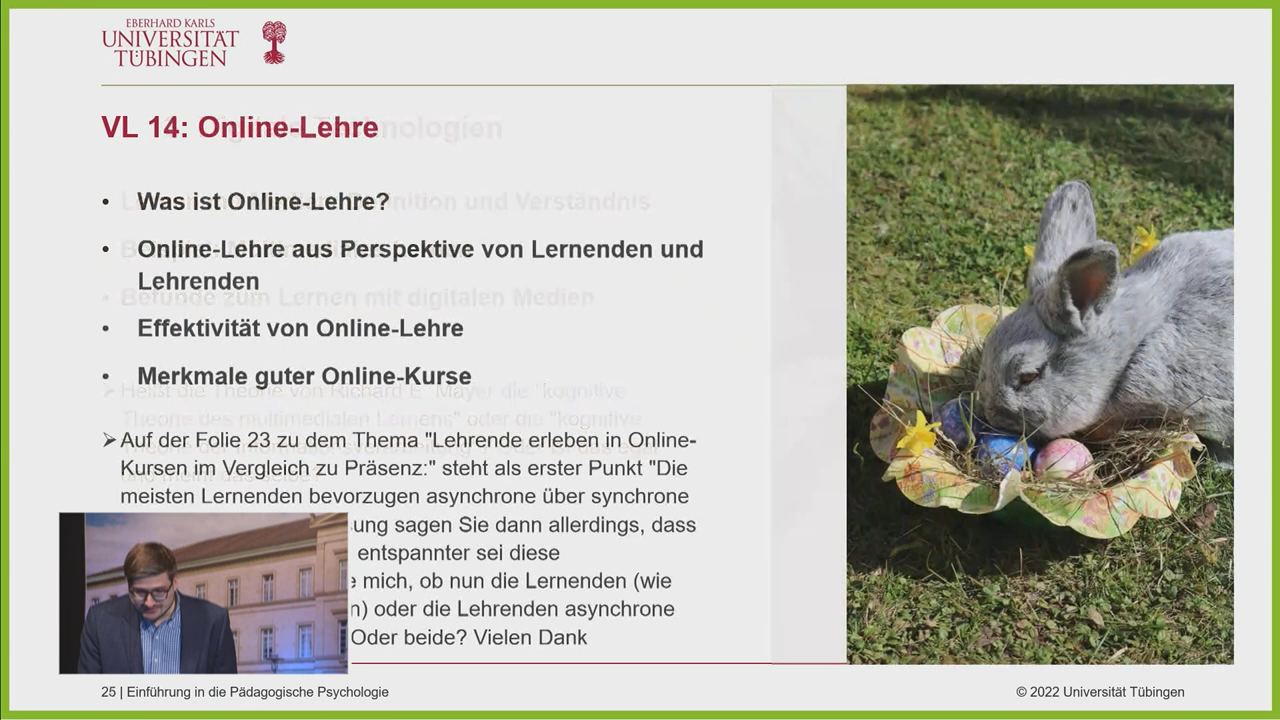 EBERHARD KARLS
UNIVERSITÄT
TÜBINGEN
VL 14: Online-Lehre
• Was ist Online-Lehre?
• Online-Lehre aus Perspektive von Lernenden und
Lehrenden
• Effektivität von Online-Lehre
• Merkmale guter Online-Kurse
➢ Auf der Folie 23 zu dem Thema "Lehrende erleben in Online-
Kursen im Vergleich zu Präsenz:" steht als erster Punkt "Die
meisten Lernenden bevorzugen asynchrone über synchrone
sagen Sie dann allerdings, dass
entspannter sei diese
mich, ob nun die Lernenden (wie
oder die Lehrenden asynchrone
Oder beide? Vielen Dank
25 | Einführung in die Pädagogische Psychologie
© 2022 Universität Tübingen